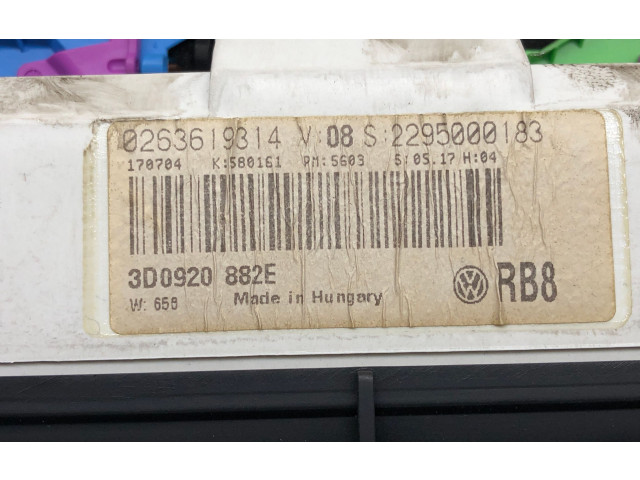 0263619314 V:08 S:2295000183
170704 K:580161 RM:5603 S:05.17 H:04
3D0920 882E
W: 656 Made in Hungary RB8